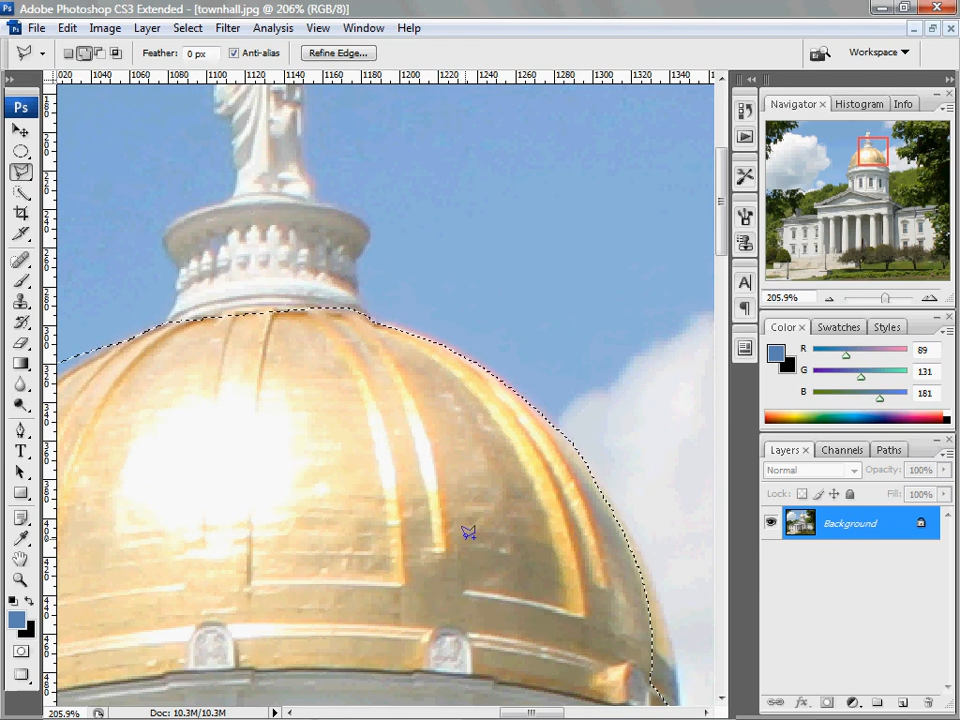 Ps Adobe Photoshop CS3 Extended - [townhall.jpg @ 206% (RGB/8)]
File Edit Image Layer Select Filter Analysis View Window Help
Feather: 0 px Anti-alias Refine Edge... Workspace
1020 1040 1060 1080 1100 1120 1140 1160 1180 1200 1220 1240 1260 1280 1300 1320 1340
Ps
Navigator × Histogram Info
205.9%
Color × Swatches Styles
R 89
G 131
B 181
Layers × Channels Paths
Normal Opacity: 100%
Lock: Fill: 100%
Background
T
A
205.9% Doc: 10.3M/10.3M